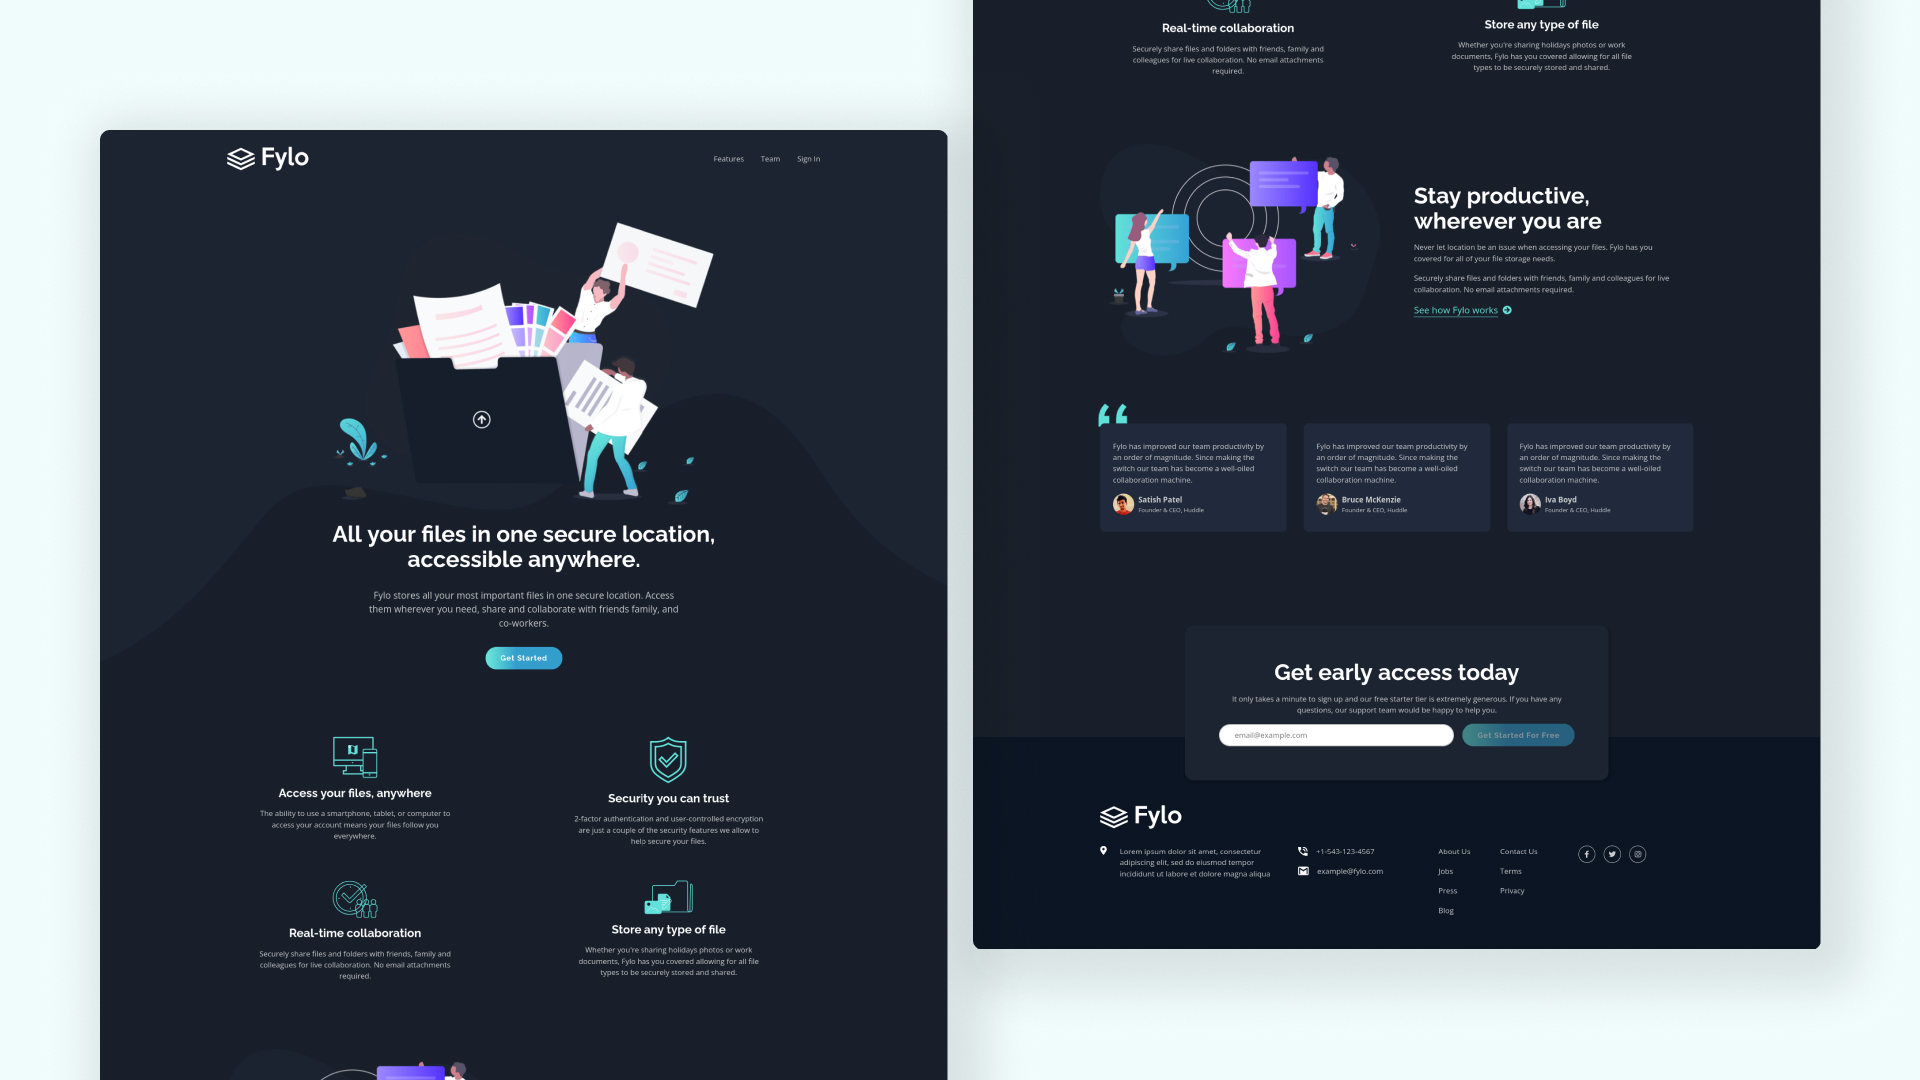 Fylo
Features Team Sign In
All your files in one secure location,
accessible anywhere.
Fylo stores all your most important files in one secure location. Access
them wherever you need, share and collaborate with friends family, and
co-workers.
Get Started
Access your files, anywhere
The ability to use a smartphone, tablet, or computer to
access your account means your files follow you
everywhere.
Security you can trust
2-factor authentication and user-controlled encryption
are just a couple of the security features we allow to
help secure your files.
Real-time collaboration
Securely share files and folders with friends, family and
colleagues for live collaboration. No email attachments
required.
Store any type of file
Whether you're sharing holidays photos or work
documents, Fylo has you covered allowing for all file
types to be securely stored and shared.
Real-time collaboration
Securely share files and folders with friends, family and
colleagues for live collaboration. No email attachments
required.
Store any type of file
Whether you're sharing holidays photos or work
documents, Fylo has you covered allowing for all file
types to be securely stored and shared.
Stay productive,
wherever you are
Never let location be an issue when accessing your files. Fylo has you
covered for all of your file storage needs.
Securely share files and folders with friends, family and colleagues for live
collaboration. No email attachments required.
See how Fylo works
“
Fylo has improved our team productivity by
an order of magnitude. Since making the
switch our team has become a well-oiled
collaboration machine.
Satish Patel
Founder & CEO, Huddle
Fylo has improved our team productivity by
an order of magnitude. Since making the
switch our team has become a well-oiled
collaboration machine.
Bruce McKenzie
Founder & CEO, Huddle
Fylo has improved our team productivity by
an order of magnitude. Since making the
switch our team has become a well-oiled
collaboration machine.
Iva Boyd
Founder & CEO, Huddle
Get early access today
It only takes a minute to sign up and our free starter tier is extremely generous. If you have any
questions, our support team would be happy to help you.
email@example.com
Get Started For Free
Fylo
Lorem ipsum dolor sit amet, consectetur
adipiscing elit, sed do eiusmod tempor
incididunt ut labore et dolore magna aliqua
+1-543-123-4567
example@fylo.com
About Us
Jobs
Press
Blog
Contact Us
Terms
Privacy